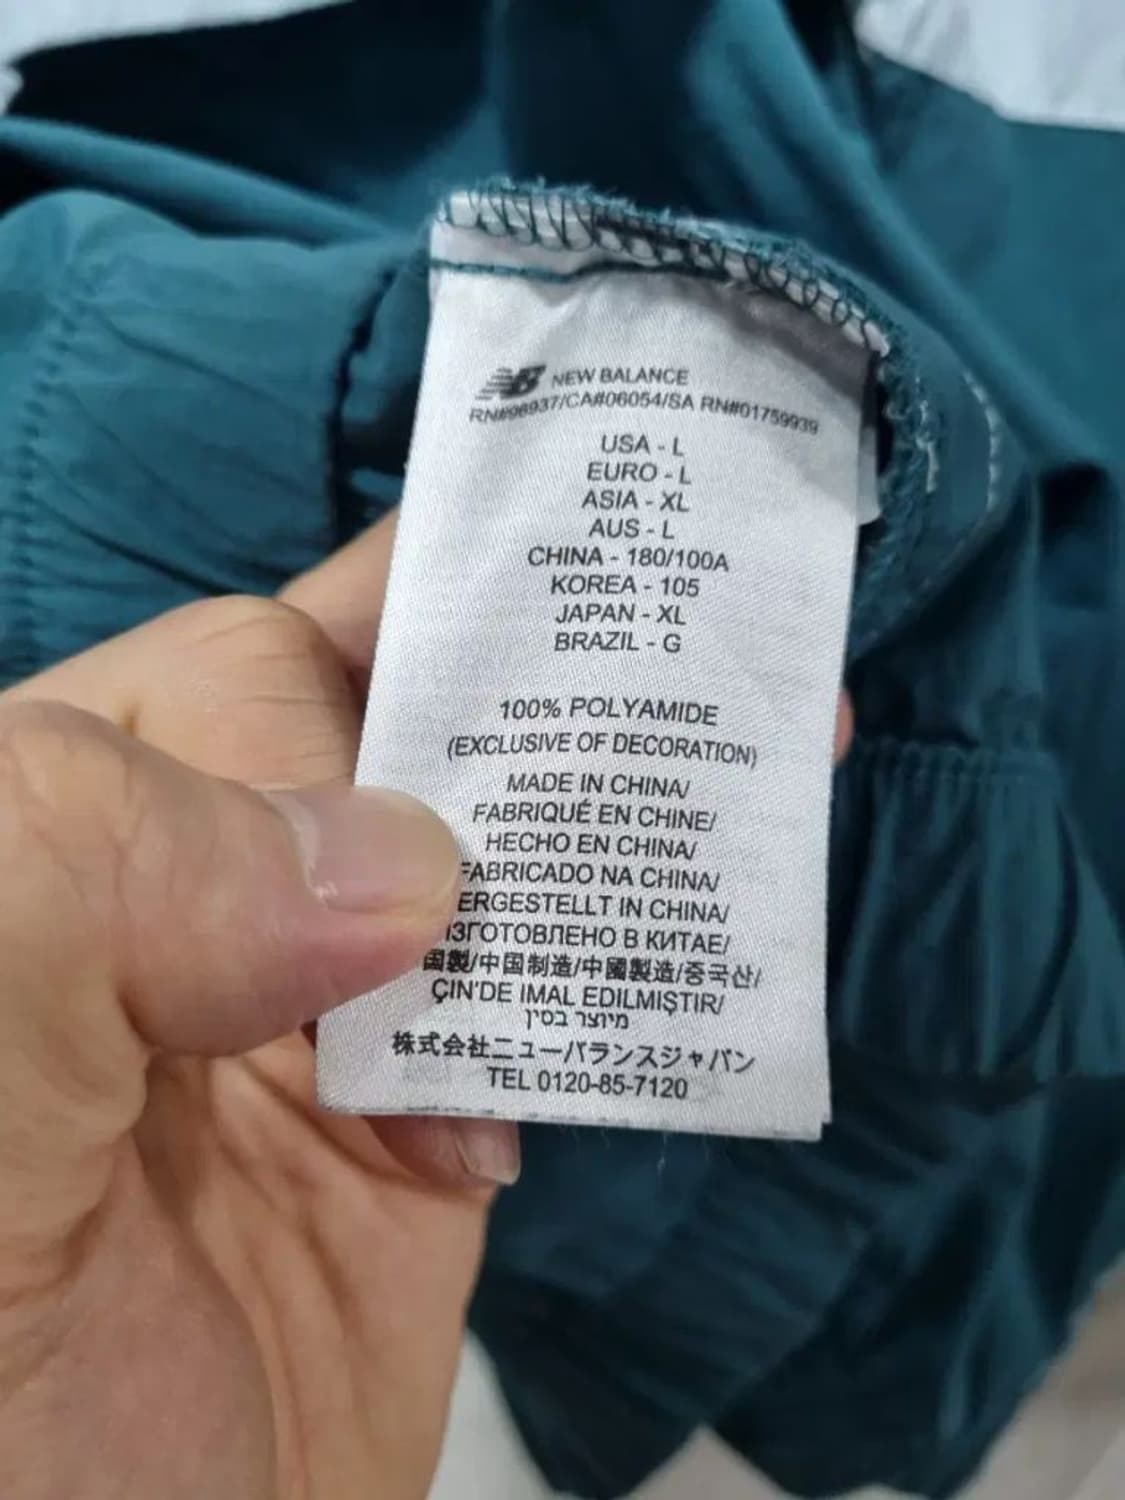 NB NEW BALANCE
RN#96937/CA#06054/SA RN#01759939
USA - L
EURO - L
ASIA - XL
AUS - L
CHINA - 180/100A
KOREA - 105
JAPAN - XL
BRAZIL - G
100% POLYAMIDE
(EXCLUSIVE OF DECORATION)
MADE IN CHINA/
FABRIQUÉ EN CHINE/
HECHO EN CHINA/
FABRICADO NA CHINA/
ERGESTELLT IN CHINA/
ИЗГОТОВЛЕНО В КИТАЕ/
国製/中国制造/中國製造/중국산/
ÇIN'DE IMAL EDILMIŞTIR/
מיוצר בסין
株式会社ニューバランスジャパン
TEL 0120-85-7120